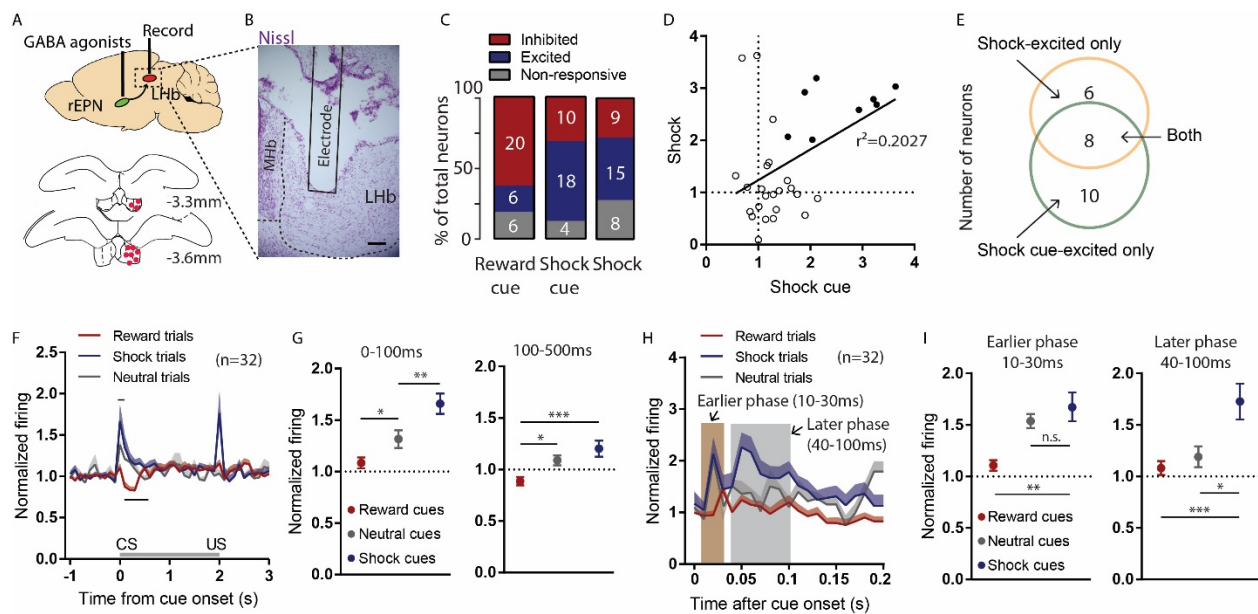 A
Record
GABA agonists
rEPN
LHb
-3.3mm
-3.6mm
B
Nissl
MHb
Electrode
LHb
C
Inhibited
Excited
Non-responsive
% of total neurons
100
50
0
20
6
6
10
18
4
9
15
8
Reward
cue
Shock
cue
Shock
D
Shock
4
3
2
1
0
r²=0.2027
0 1 2 3 4
Shock cue
E
Number of neurons
Shock-excited only
6
8
Both
10
Shock cue-excited only
F
Reward trials
Shock trials
Neutral trials
(n=32)
Normalized firing
2.5
2.0
1.5
1.0
0.5
0.0
CS US
-1 0 1 2 3
Time from cue onset (s)
G
0-100ms
Normalized firing
2.0
1.5
1.0
0.5
0.0
*
**
Reward cues
Neutral cues
Shock cues
100-500ms
2.0
1.5
1.0
0.5
0.0
***
*
H
Reward trials
Shock trials
Neutral trials
(n=32)
Earlier phase (10-30ms)
Later phase
(40-100ms)
Normalized firing
4
3
2
1
0
0 0.05 0.1 0.15 0.2
Time after cue onset (s)
I
Earlier phase
10-30ms
Normalized firing
2.0
1.5
1.0
0.5
0.0
n.s.
**
Reward cues
Neutral cues
Shock cues
Later phase
40-100ms
2.0
1.5
1.0
0.5
0.0
*
***